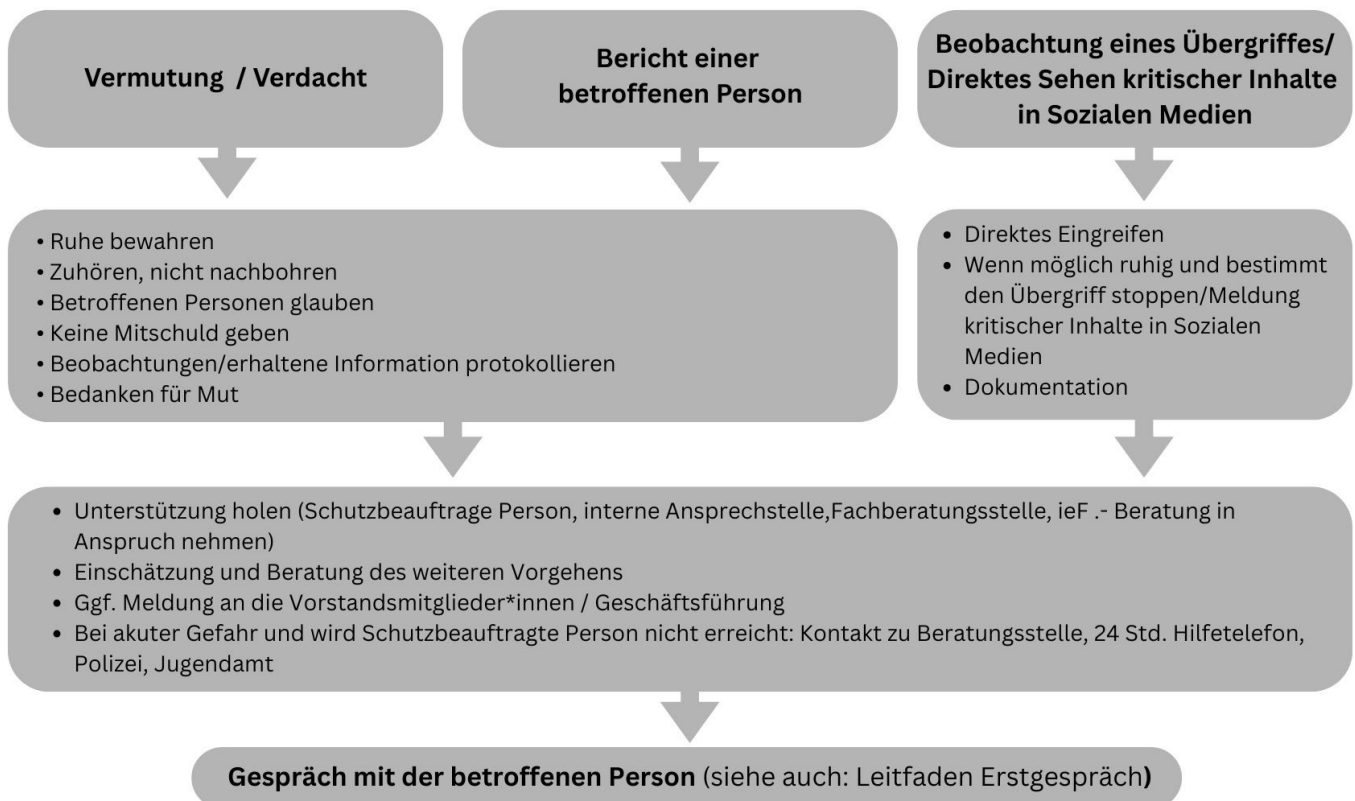 Vermutung / Verdacht
Bericht einer
betroffenen Person
Beobachtung eines Übergriffes/
Direktes Sehen kritischer Inhalte
in Sozialen Medien
• Ruhe bewahren
• Zuhören, nicht nachbohren
• Betroffenen Personen glauben
• Keine Mitschuld geben
• Beobachtungen/erhaltene Information protokollieren
• Bedanken für Mut
• Direktes Eingreifen
• Wenn möglich ruhig und bestimmt
den Übergriff stoppen/Meldung
kritischer Inhalte in Sozialen
Medien
• Dokumentation
• Unterstützung holen (Schutzbeauftrage Person, interne Ansprechstelle,Fachberatungsstelle, ieF .- Beratung in
Anspruch nehmen)
• Einschätzung und Beratung des weiteren Vorgehens
• Ggf. Meldung an die Vorstandsmitglieder*innen / Geschäftsführung
• Bei akuter Gefahr und wird Schutzbeauftragte Person nicht erreicht: Kontakt zu Beratungsstelle, 24 Std. Hilfetelefon,
Polizei, Jugendamt
Gespräch mit der betroffenen Person (siehe auch: Leitfaden Erstgespräch)